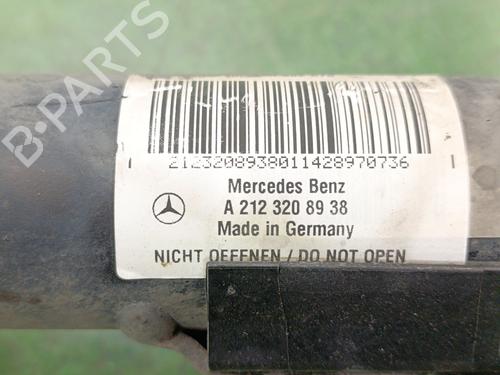 B-PARTS
2123208938011428970736
Mercedes Benz
A 212 320 89 38
Made in Germany
NICHT OEFFNEN / DO NOT OPEN